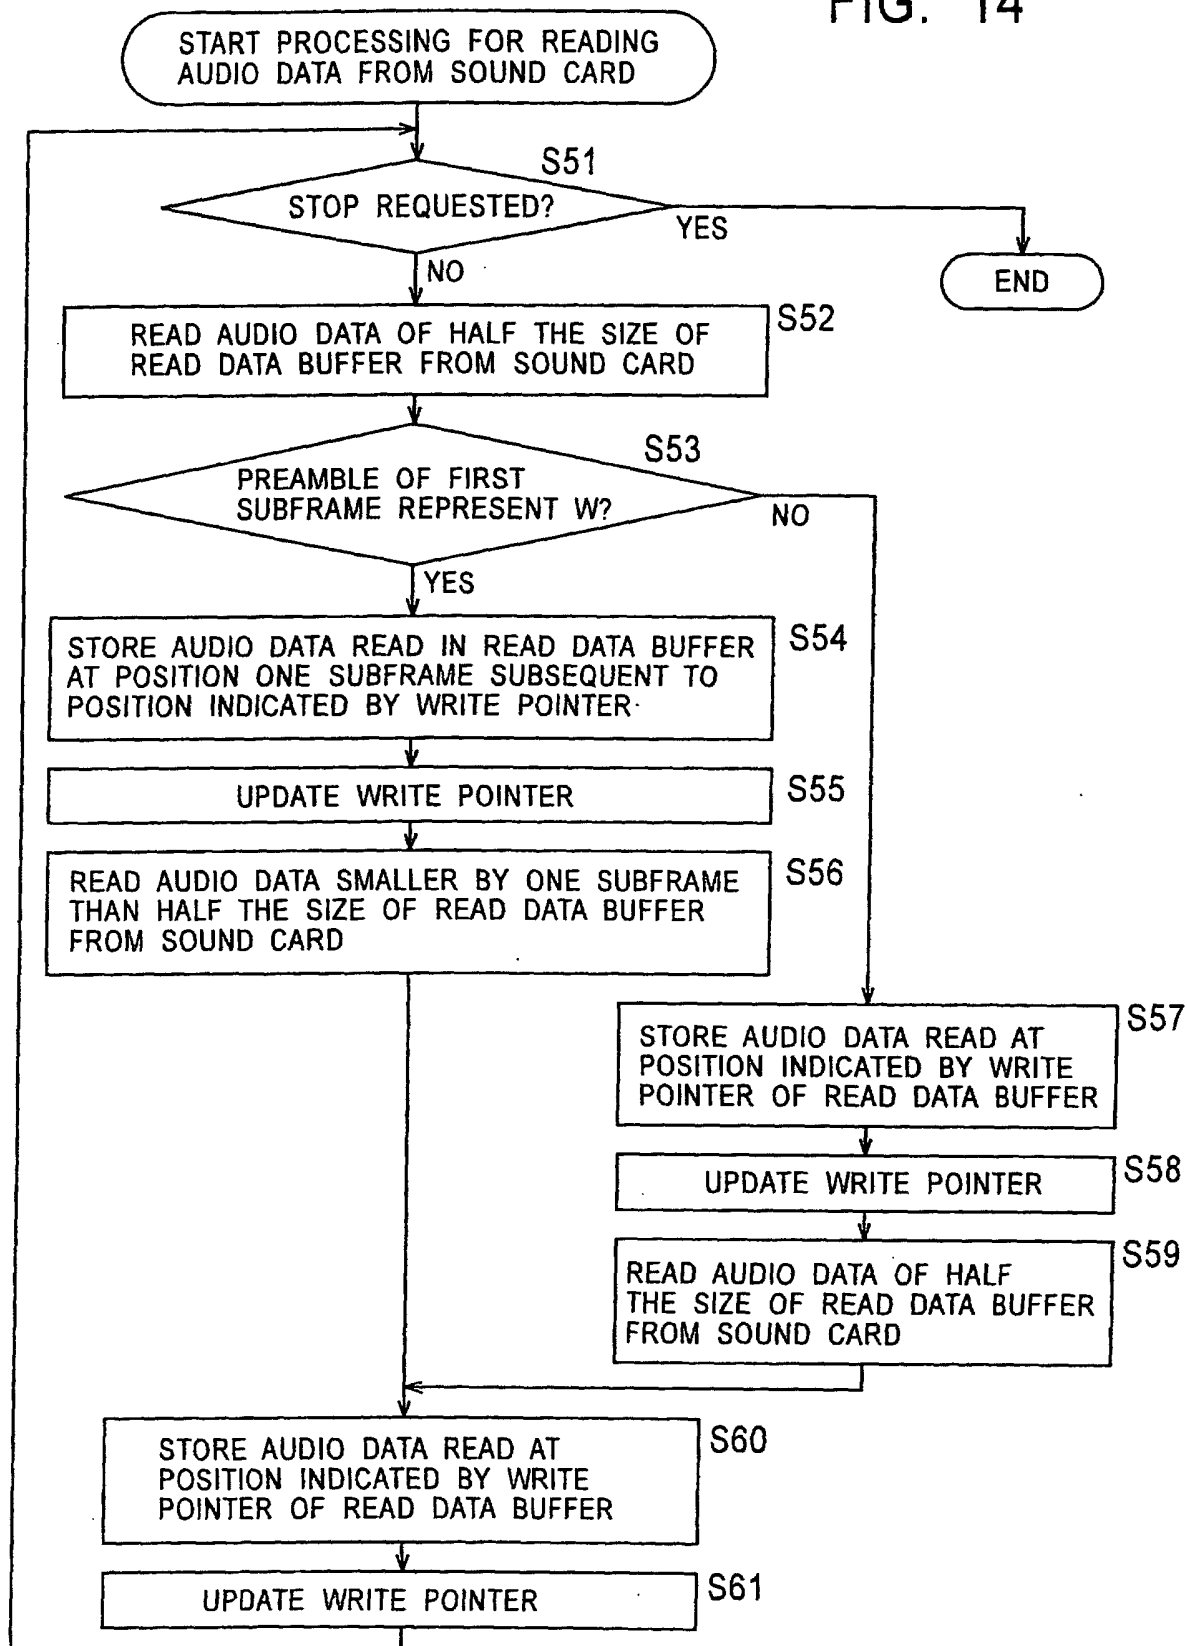 FIG. 14
START PROCESSING FOR READING
AUDIO DATA FROM SOUND CARD
S51
STOP REQUESTED?
YES
NO
END
S52
READ AUDIO DATA OF HALF THE SIZE OF
READ DATA BUFFER FROM SOUND CARD
S53
PREAMBLE OF FIRST
SUBFRAME REPRESENT W?
NO
YES
S54
STORE AUDIO DATA READ IN READ DATA BUFFER
AT POSITION ONE SUBFRAME SUBSEQUENT TO
POSITION INDICATED BY WRITE POINTER
UPDATE WRITE POINTER
S55
S56
READ AUDIO DATA SMALLER BY ONE SUBFRAME
THAN HALF THE SIZE OF READ DATA BUFFER
FROM SOUND CARD
S57
STORE AUDIO DATA READ AT
POSITION INDICATED BY WRITE
POINTER OF READ DATA BUFFER
S58
UPDATE WRITE POINTER
S59
READ AUDIO DATA OF HALF
THE SIZE OF READ DATA BUFFER
FROM SOUND CARD
S60
STORE AUDIO DATA READ AT
POSITION INDICATED BY WRITE
POINTER OF READ DATA BUFFER
S61
UPDATE WRITE POINTER